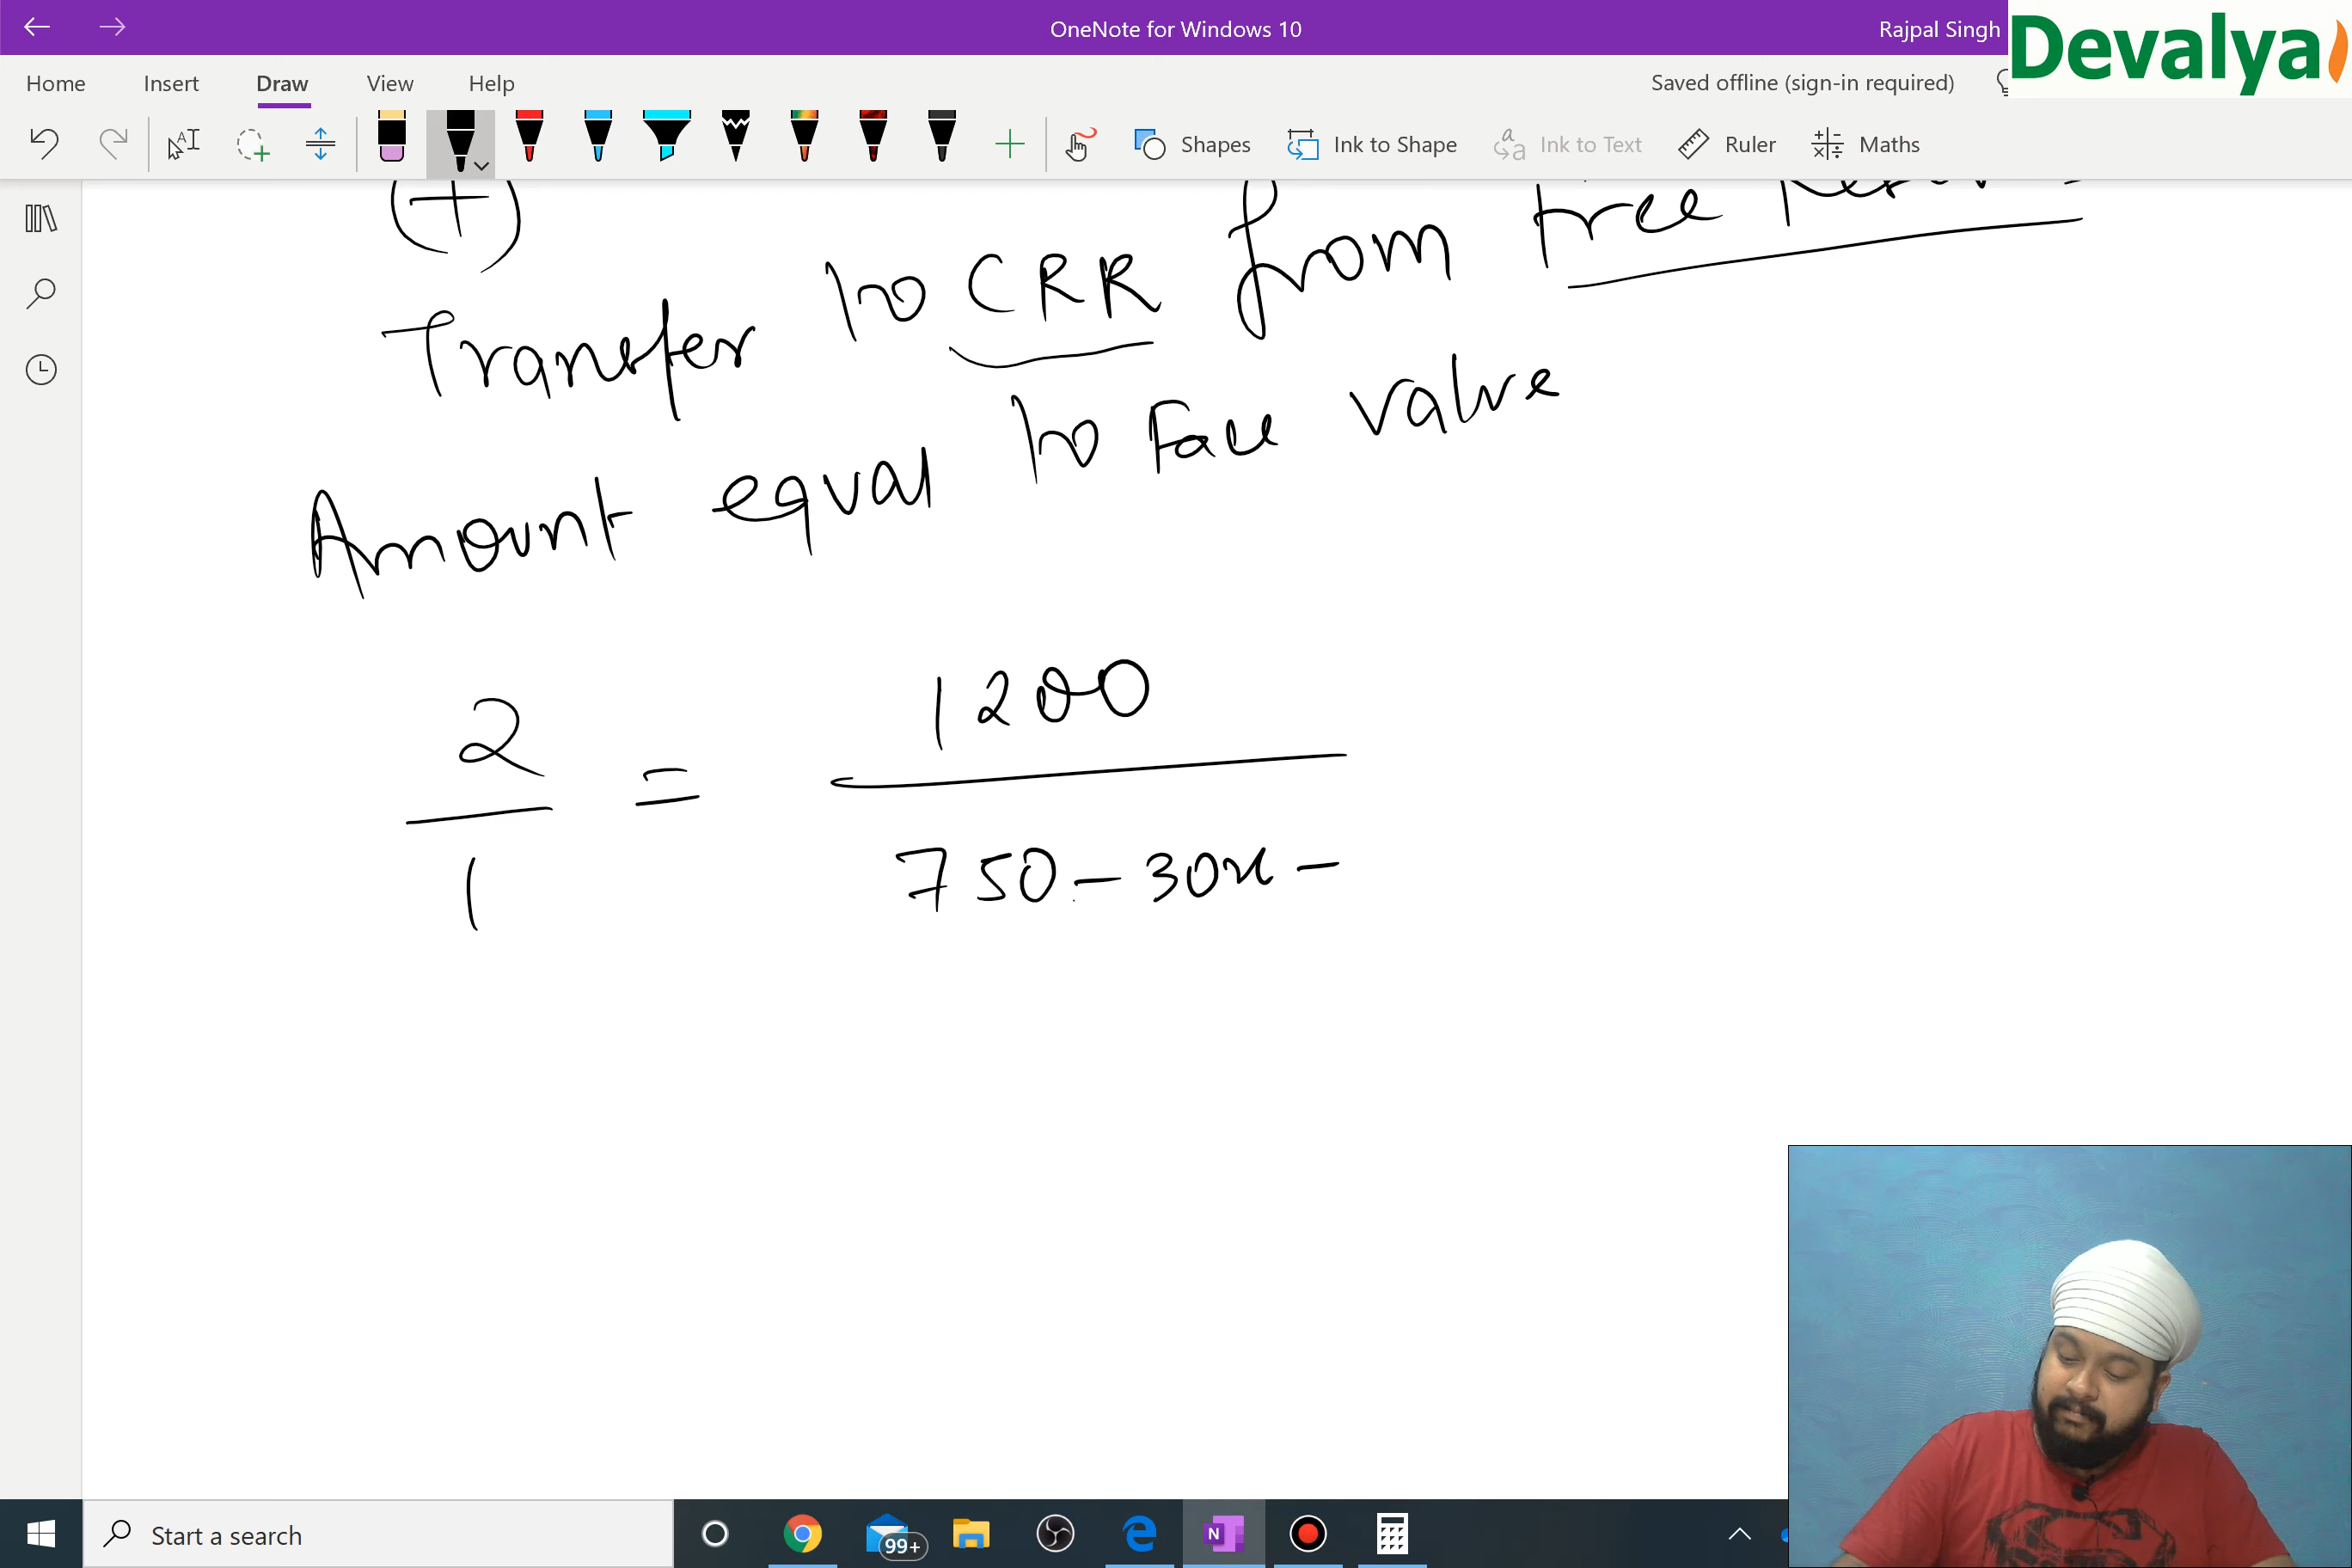 OneNote for Windows 10
Rajpal Singh
Devalya
Home Insert Draw View Help
Saved offline (sign-in required)
Shapes Ink to Shape Ink to Text Ruler Maths
(+)
Transfer to CRR from free
Amount equal to Face value
2/1 = 1200/750-30x-
Start a search
99+